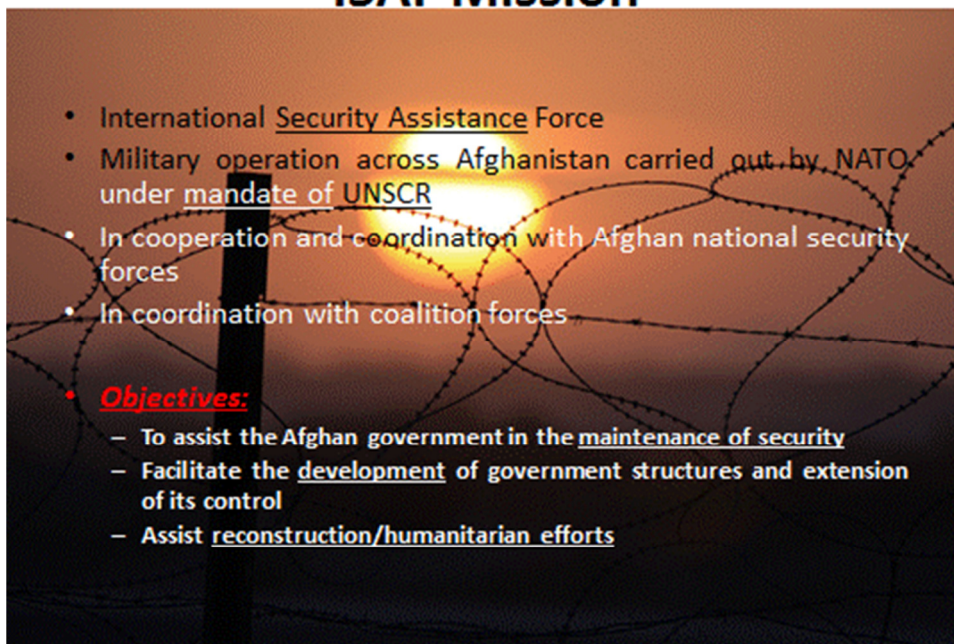 ISAF Mission
• International Security Assistance Force
• Military operation across Afghanistan carried out by NATO
under mandate of UNSCR
• In cooperation and coordination with Afghan national security
forces
• In coordination with coalition forces
• Objectives:
– To assist the Afghan government in the maintenance of security
– Facilitate the development of government structures and extension
of its control
– Assist reconstruction/humanitarian efforts